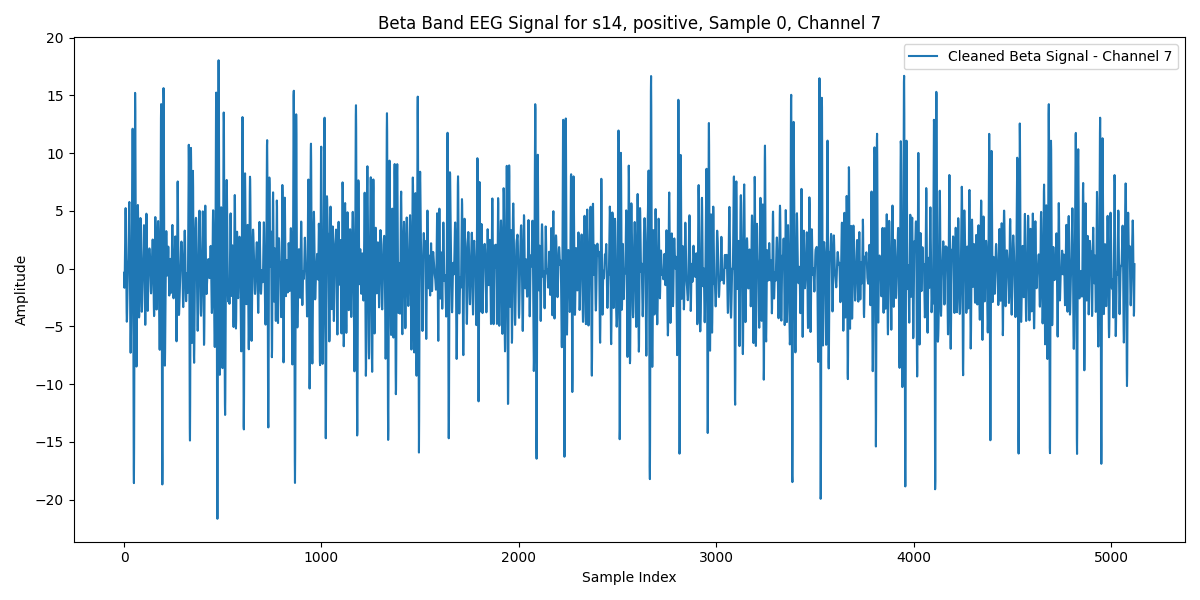 Beta Band EEG Signal for s14, positive, Sample 0, Channel 7
Cleaned Beta Signal - Channel 7
Amplitude
20
15
10
5
0
−5
−10
−15
−20
0 1000 2000 3000 4000 5000
Sample Index